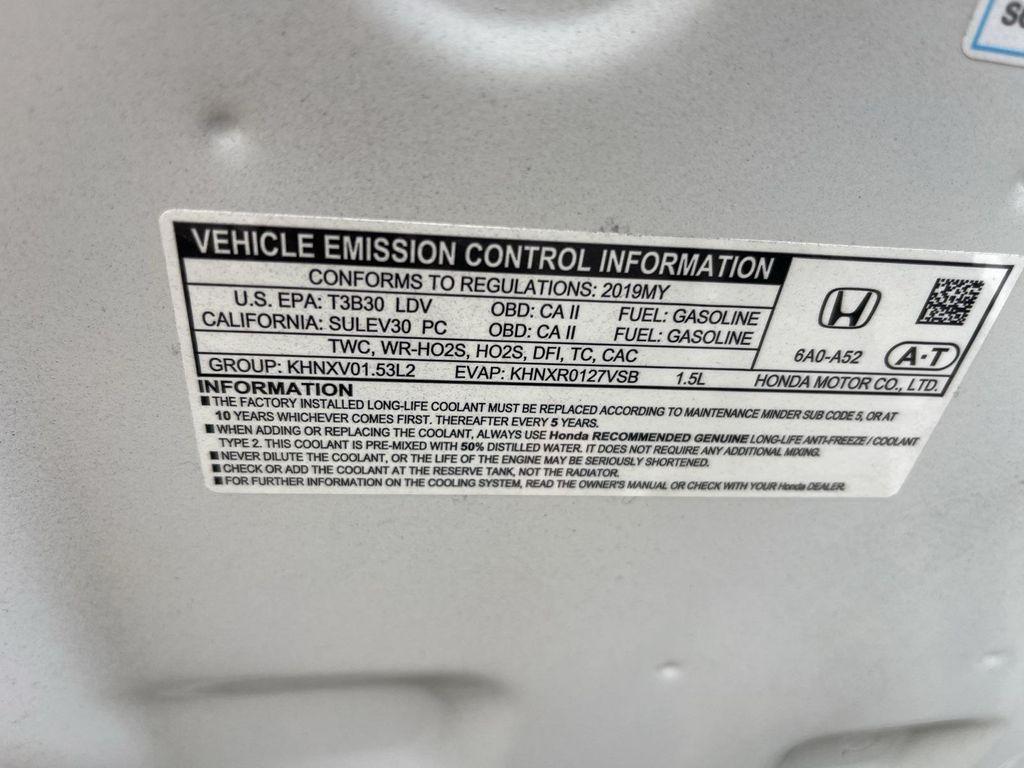 VEHICLE EMISSION CONTROL INFORMATION
CONFORMS TO REGULATIONS: 2019MY
U.S. EPA: T3B30 LDV OBD: CA II FUEL: GASOLINE
CALIFORNIA: SULEV30 PC OBD: CA II FUEL: GASOLINE
TWC, WR-HO2S, HO2S, DFI, TC, CAC
GROUP: KHNXV01.53L2 EVAP: KHNXR0127VSB 1.5L
6A0-A52 A·T
HONDA MOTOR CO., LTD.
INFORMATION
■ THE FACTORY INSTALLED LONG-LIFE COOLANT MUST BE REPLACED ACCORDING TO MAINTENANCE MINDER SUB CODE 5, OR AT
10 YEARS WHICHEVER COMES FIRST. THEREAFTER EVERY 5 YEARS.
■ WHEN ADDING OR REPLACING THE COOLANT, ALWAYS USE Honda RECOMMENDED GENUINE LONG-LIFE ANTI-FREEZE / COOLANT
TYPE 2. THIS COOLANT IS PRE-MIXED WITH 50% DISTILLED WATER. IT DOES NOT REQUIRE ANY ADDITIONAL MIXING.
■ NEVER DILUTE THE COOLANT, OR THE LIFE OF THE ENGINE MAY BE SERIOUSLY SHORTENED.
■ CHECK OR ADD THE COOLANT AT THE RESERVE TANK, NOT THE RADIATOR.
■ FOR FURTHER INFORMATION ON THE COOLING SYSTEM, READ THE OWNER'S MANUAL OR CHECK WITH YOUR Honda DEALER.